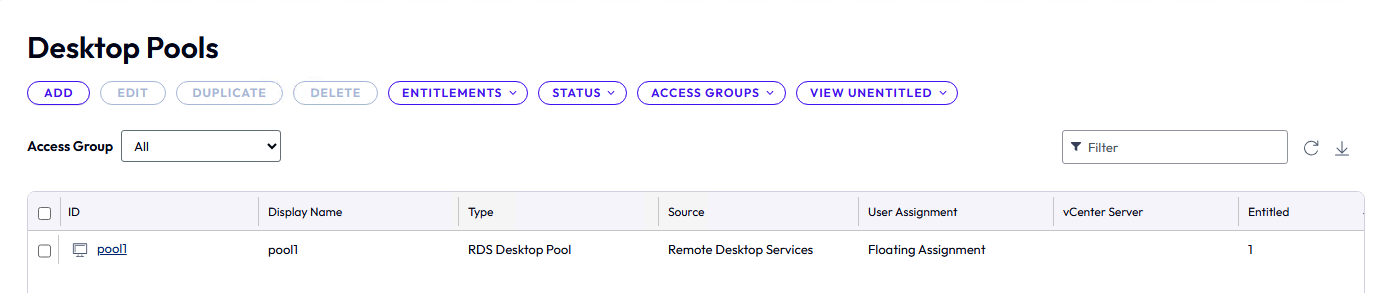 Desktop Pools
ADD EDIT DUPLICATE DELETE ENTITLEMENTS STATUS ACCESS GROUPS VIEW UNENTITLED
Access Group All Filter
ID Display Name Type Source User Assignment vCenter Server Entitled
pool1 pool1 RDS Desktop Pool Remote Desktop Services Floating Assignment 1